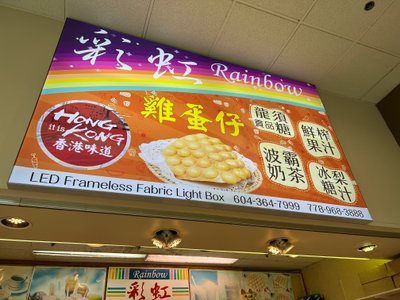 彩虹 Rainbow
Hong
it is
Kong
香港味道
雞蛋仔
龍須糖
鮮榨
果汁
波霸
奶茶
冰梨
糖汁
LED Frameless Fabric Light Box 604-364-7999 778-968-3888
Rainbow
彩虹